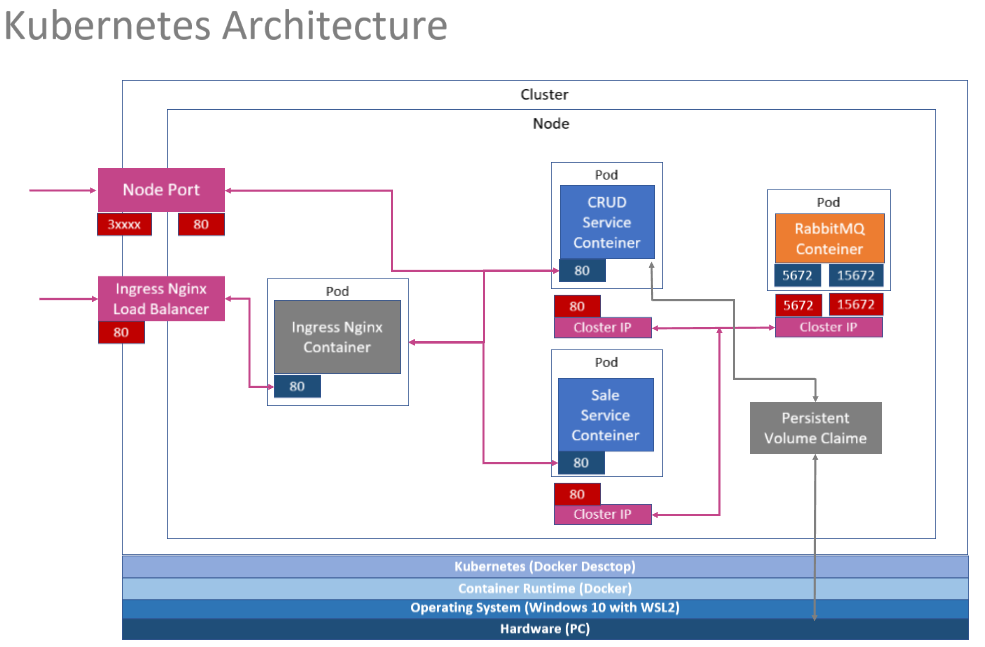 Kubernetes Architecture
Cluster
Node
Node Port
3xxxx
80
Ingress Nginx
Load Balancer
80
Pod
Ingress Nginx
Container
80
Pod
CRUD
Service
Conteiner
80
80
Closter IP
Pod
Sale
Service
Conteiner
80
80
Closter IP
Pod
RabbitMQ
Conteiner
5672
15672
5672
15672
Closter IP
Persistent
Volume Claime
Kubernetes (Docker Desctop)
Container Runtime (Docker)
Operating System (Windows 10 with WSL2)
Hardware (PC)